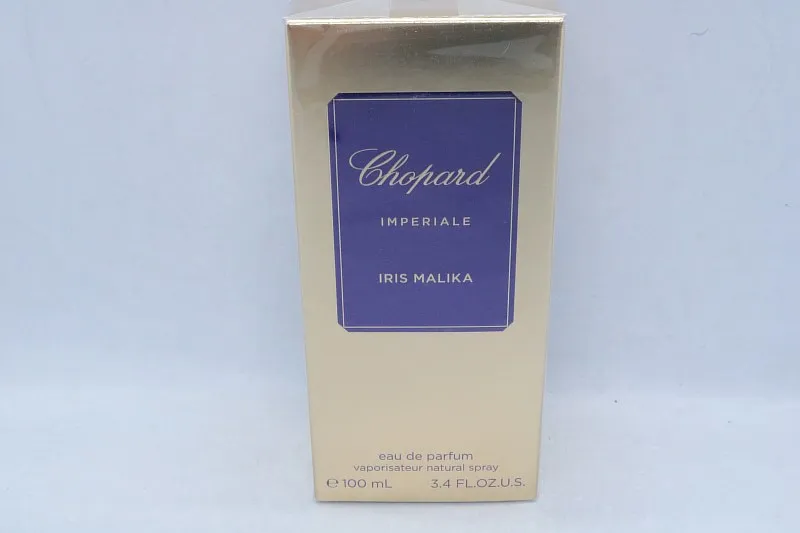 Chopard
IMPERIALE
IRIS MALIKA
eau de parfum
vaporisateur natural spray
℮ 100 mL 3.4 FL.OZ.U.S.